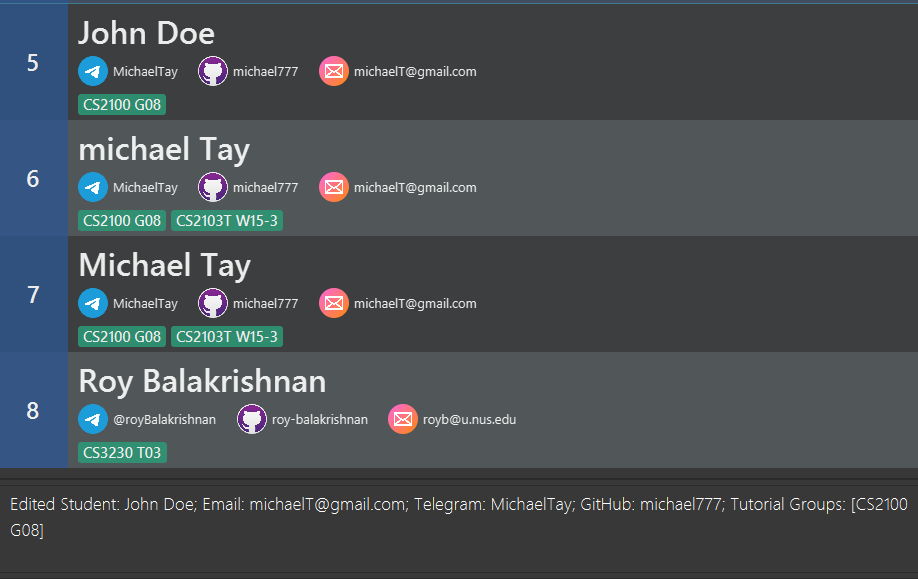 5
John Doe
MichaelTay michael777 michaelT@gmail.com
CS2100 G08
6
michael Tay
MichaelTay michael777 michaelT@gmail.com
CS2100 G08 CS2103T W15-3
7
Michael Tay
MichaelTay michael777 michaelT@gmail.com
CS2100 G08 CS2103T W15-3
8
Roy Balakrishnan
@royBalakrishnan roy-balakrishnan royb@u.nus.edu
CS3230 T03
Edited Student: John Doe; Email: michaelT@gmail.com; Telegram: MichaelTay; GitHub: michael777; Tutorial Groups: [CS2100
G08]